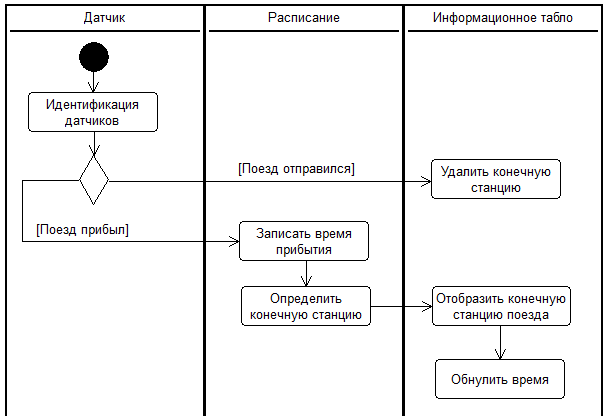 Датчик
Расписание
Информационное табло
Идентификация
датчиков
[Поезд отправился]
Удалить конечную
станцию
[Поезд прибыл]
Записать время
прибытия
Определить
конечную станцию
Отобразить конечную
станцию поезда
Обнулить время